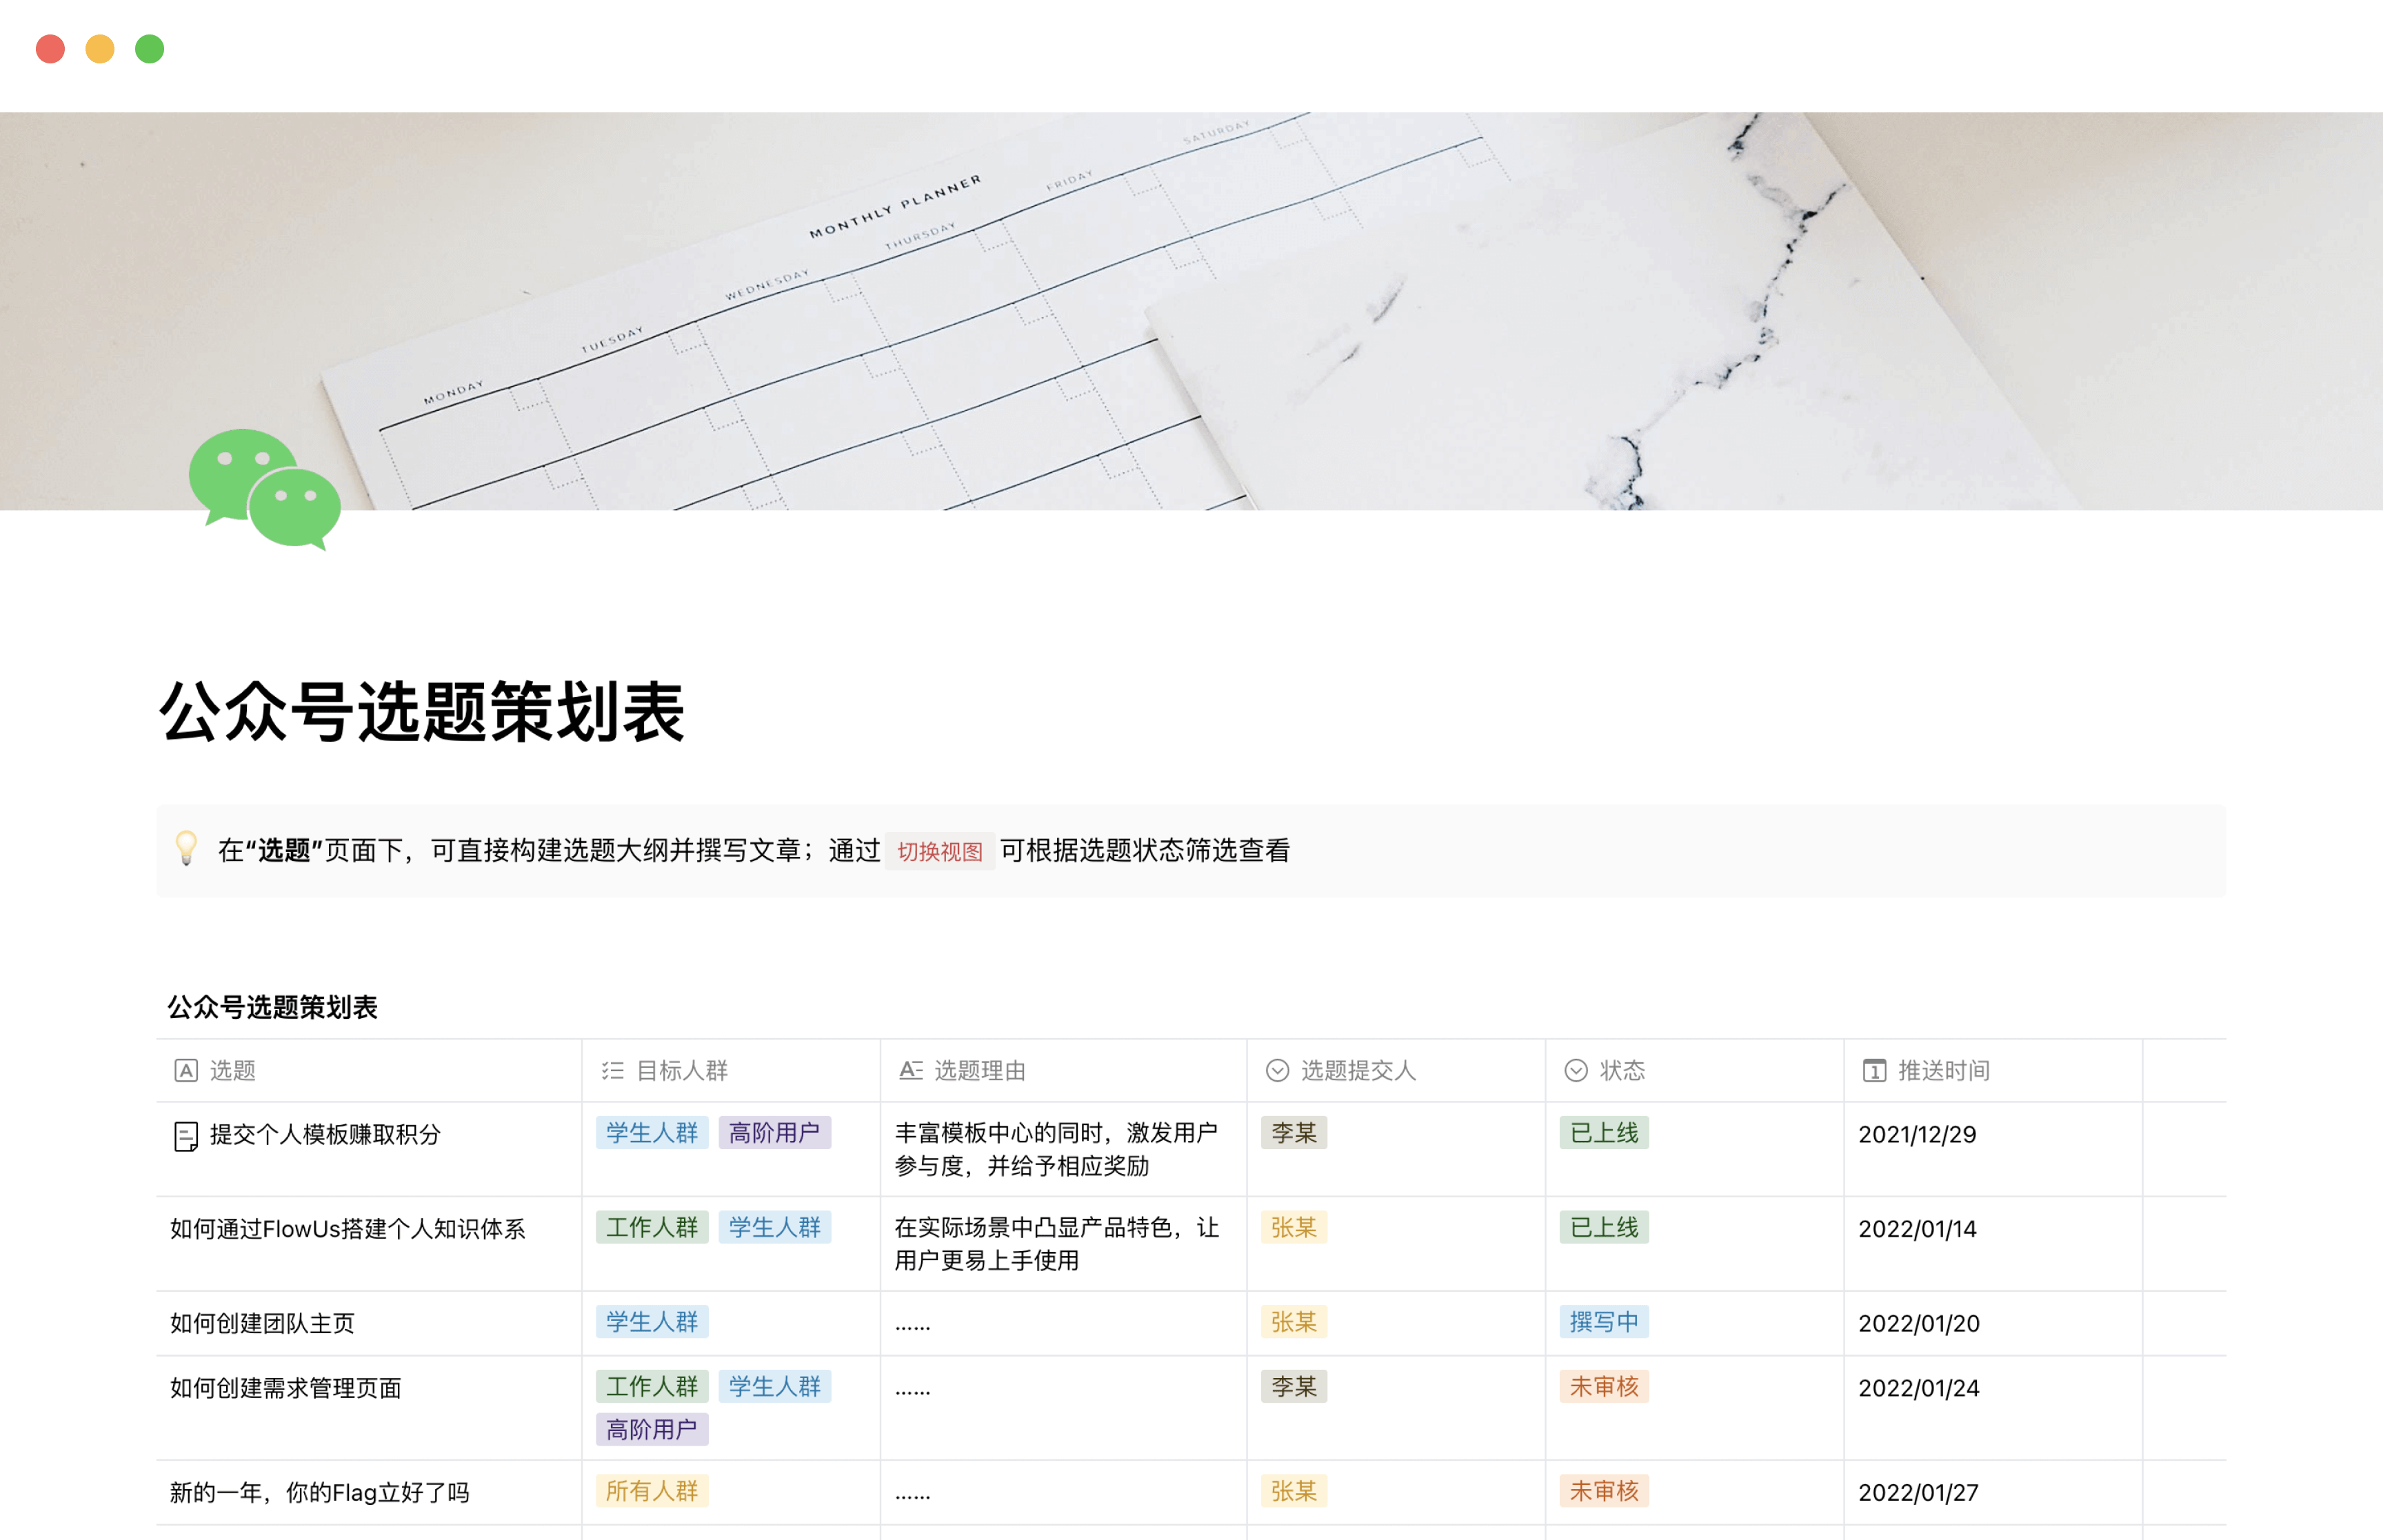 MONTHLY PLANNER
MONDAY
TUESDAY
WEDNESDAY
THURSDAY
FRIDAY
SATURDAY
公众号选题策划表
在“选题”页面下，可直接构建选题大纲并撰写文章；通过 切换视图 可根据选题状态筛选查看
公众号选题策划表
选题 目标人群 选题理由 选题提交人 状态 推送时间
提交个人模板赚取积分 学生人群 高阶用户 丰富模板中心的同时，激发用户 李某 已上线 2021/12/29
参与度，并给予相应奖励
如何通过FlowUs搭建个人知识体系 工作人群 学生人群 在实际场景中凸显产品特色，让 张某 已上线 2022/01/14
用户更易上手使用
如何创建团队主页 学生人群 …… 张某 撰写中 2022/01/20
如何创建需求管理页面 工作人群 学生人群 …… 李某 未审核 2022/01/24
高阶用户
新的一年，你的Flag立好了吗 所有人群 …… 张某 未审核 2022/01/27